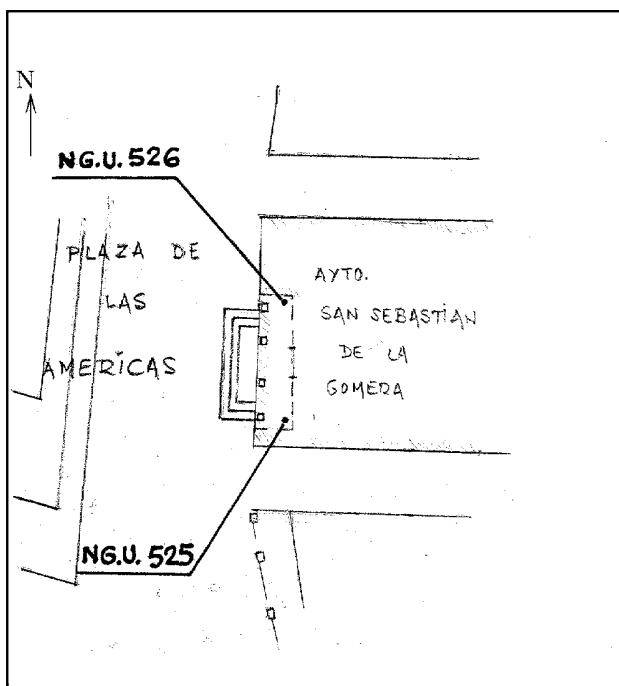 N
NG.U. 526
PLAZA DE
LAS
AMERICAS
AYTO.
SAN SEBASTIAN
DE LA
GOMERA
NG.U. 525